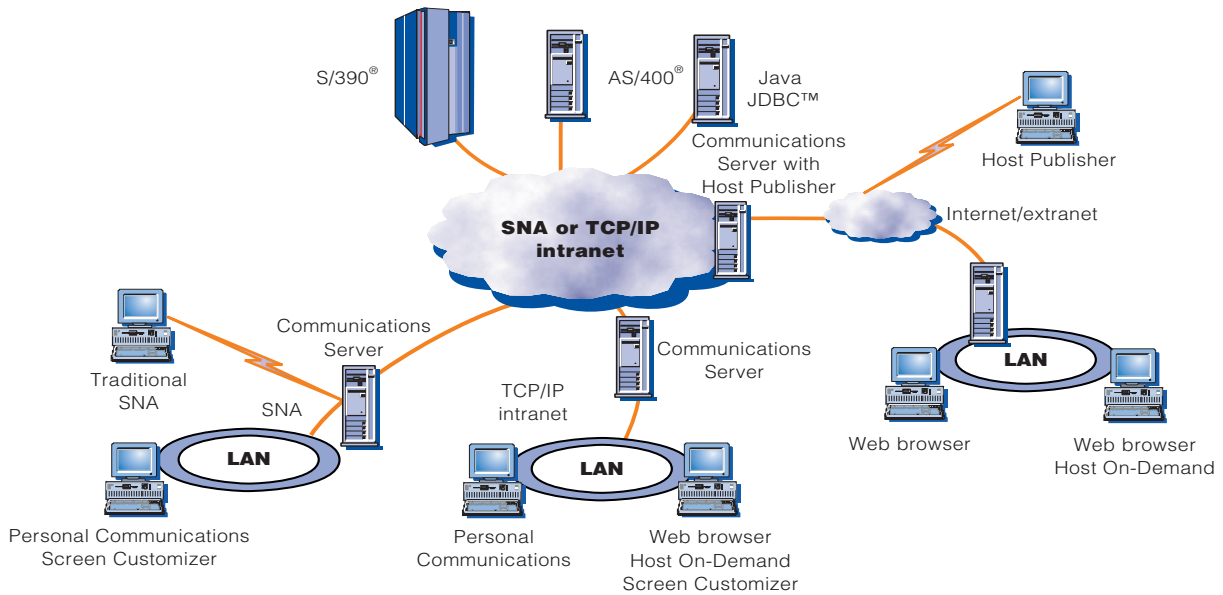 S/390®
AS/400®
Java
JDBC™
Communications
Server with
Host Publisher
Host Publisher
Internet/extranet
SNA or TCP/IP
intranet
Communications
Server
Traditional
SNA
SNA
LAN
Personal Communications
Screen Customizer
Communications
Server
TCP/IP
intranet
LAN
Personal
Communications
Web browser
Host On-Demand
Screen Customizer
LAN
Web browser
Web browser
Host On-Demand